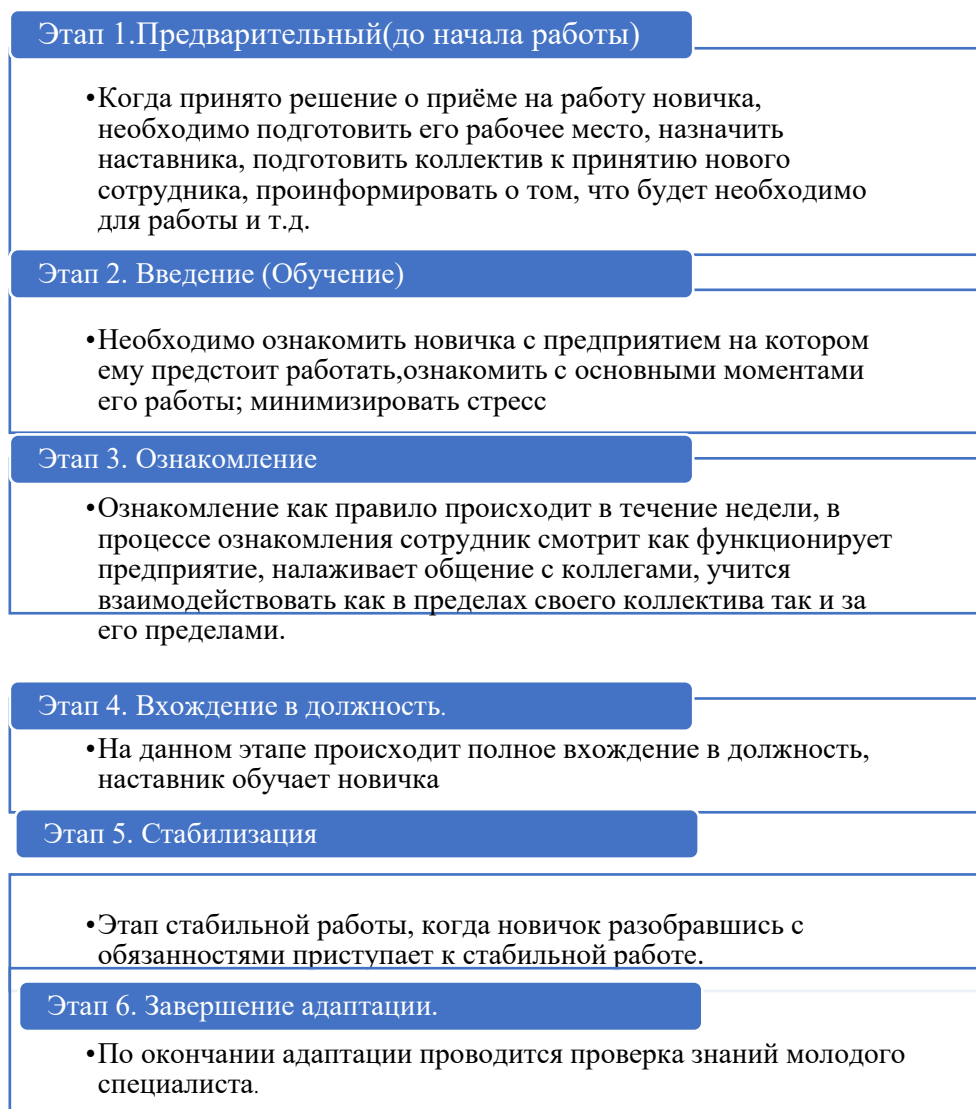 Этап 1.Предварительный(до начала работы)
•Когда принято решение о приёме на работу новичка,
необходимо подготовить его рабочее место, назначить
наставника, подготовить коллектив к принятию нового
сотрудника, проинформировать о том, что будет необходимо
для работы и т.д.
Этап 2. Введение (Обучение)
•Необходимо ознакомить новичка с предприятием на котором
ему предстоит работать,ознакомить с основными моментами
его работы; минимизировать стресс
Этап 3. Ознакомление
•Ознакомление как правило происходит в течение недели, в
процессе ознакомления сотрудник смотрит как функционирует
предприятие, налаживает общение с коллегами, учится
взаимодействовать как в пределах своего коллектива так и за
его пределами.
Этап 4. Вхождение в должность.
•На данном этапе происходит полное вхождение в должность,
наставник обучает новичка
Этап 5. Стабилизация
•Этап стабильной работы, когда новичок разобравшись с
обязанностями приступает к стабильной работе.
Этап 6. Завершение адаптации.
•По окончании адаптации проводится проверка знаний молодого
специалиста.